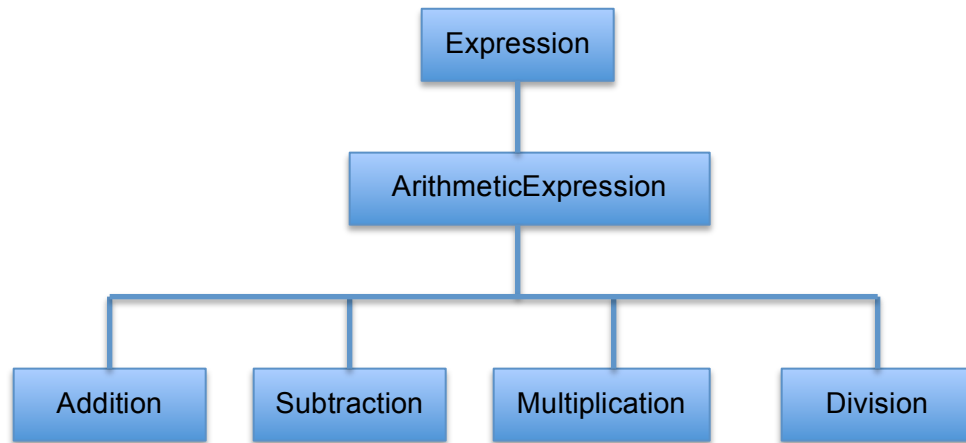 Expression
ArithmeticExpression
Addition
Subtraction
Multiplication
Division